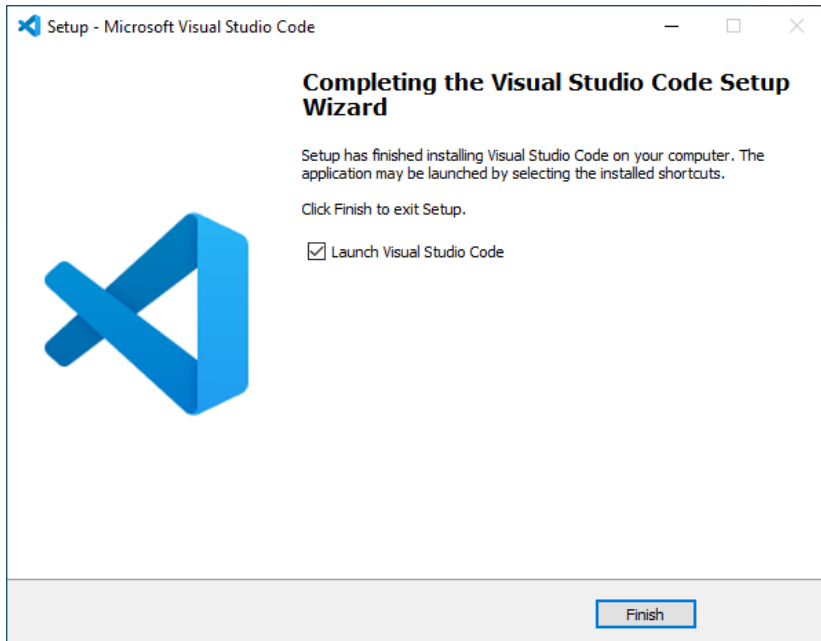 Setup - Microsoft Visual Studio Code
Completing the Visual Studio Code Setup
Wizard
Setup has finished installing Visual Studio Code on your computer. The
application may be launched by selecting the installed shortcuts.
Click Finish to exit Setup.
Launch Visual Studio Code
Finish